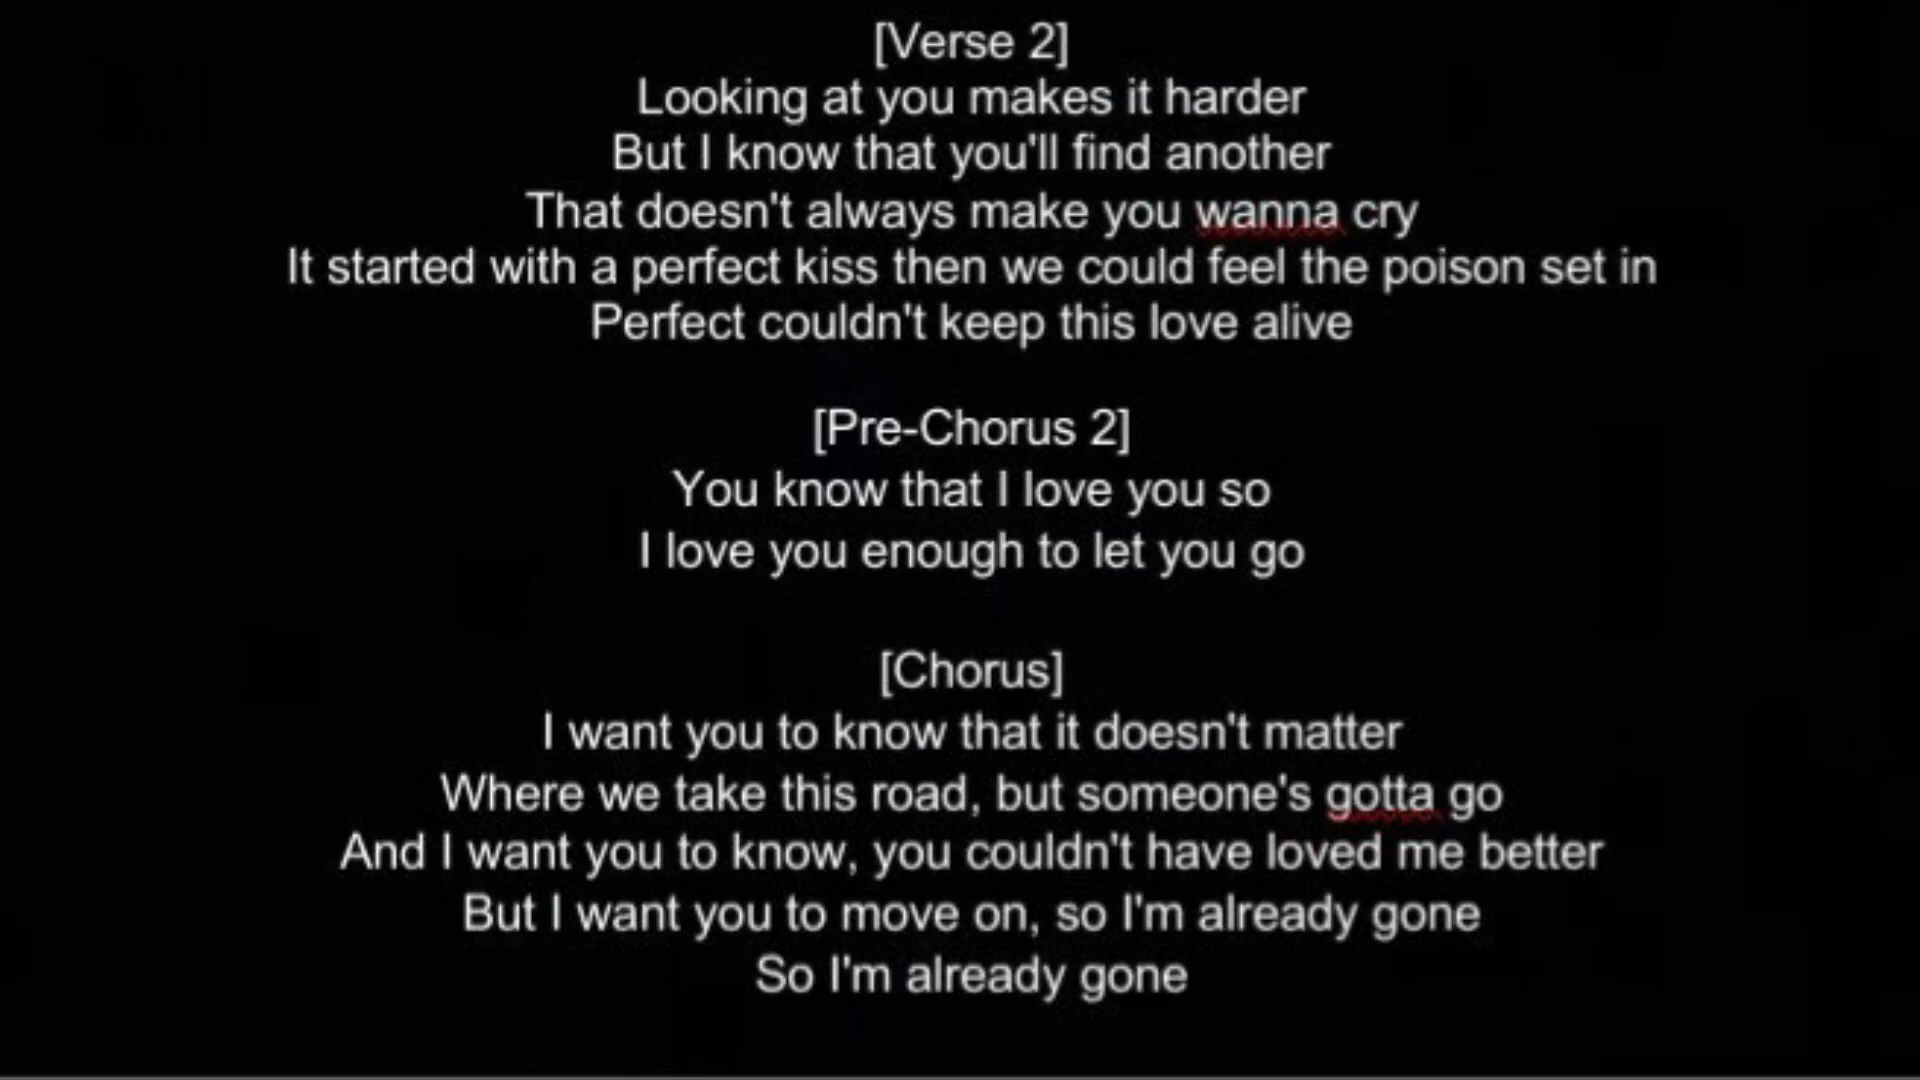 [Verse 2]
Looking at you makes it harder
But I know that you'll find another
That doesn't always make you wanna cry
It started with a perfect kiss then we could feel the poison set in
Perfect couldn't keep this love alive
[Pre-Chorus 2]
You know that I love you so
I love you enough to let you go
[Chorus]
I want you to know that it doesn't matter
Where we take this road, but someone's gotta go
And I want you to know, you couldn't have loved me better
But I want you to move on, so I'm already gone
So I'm already gone